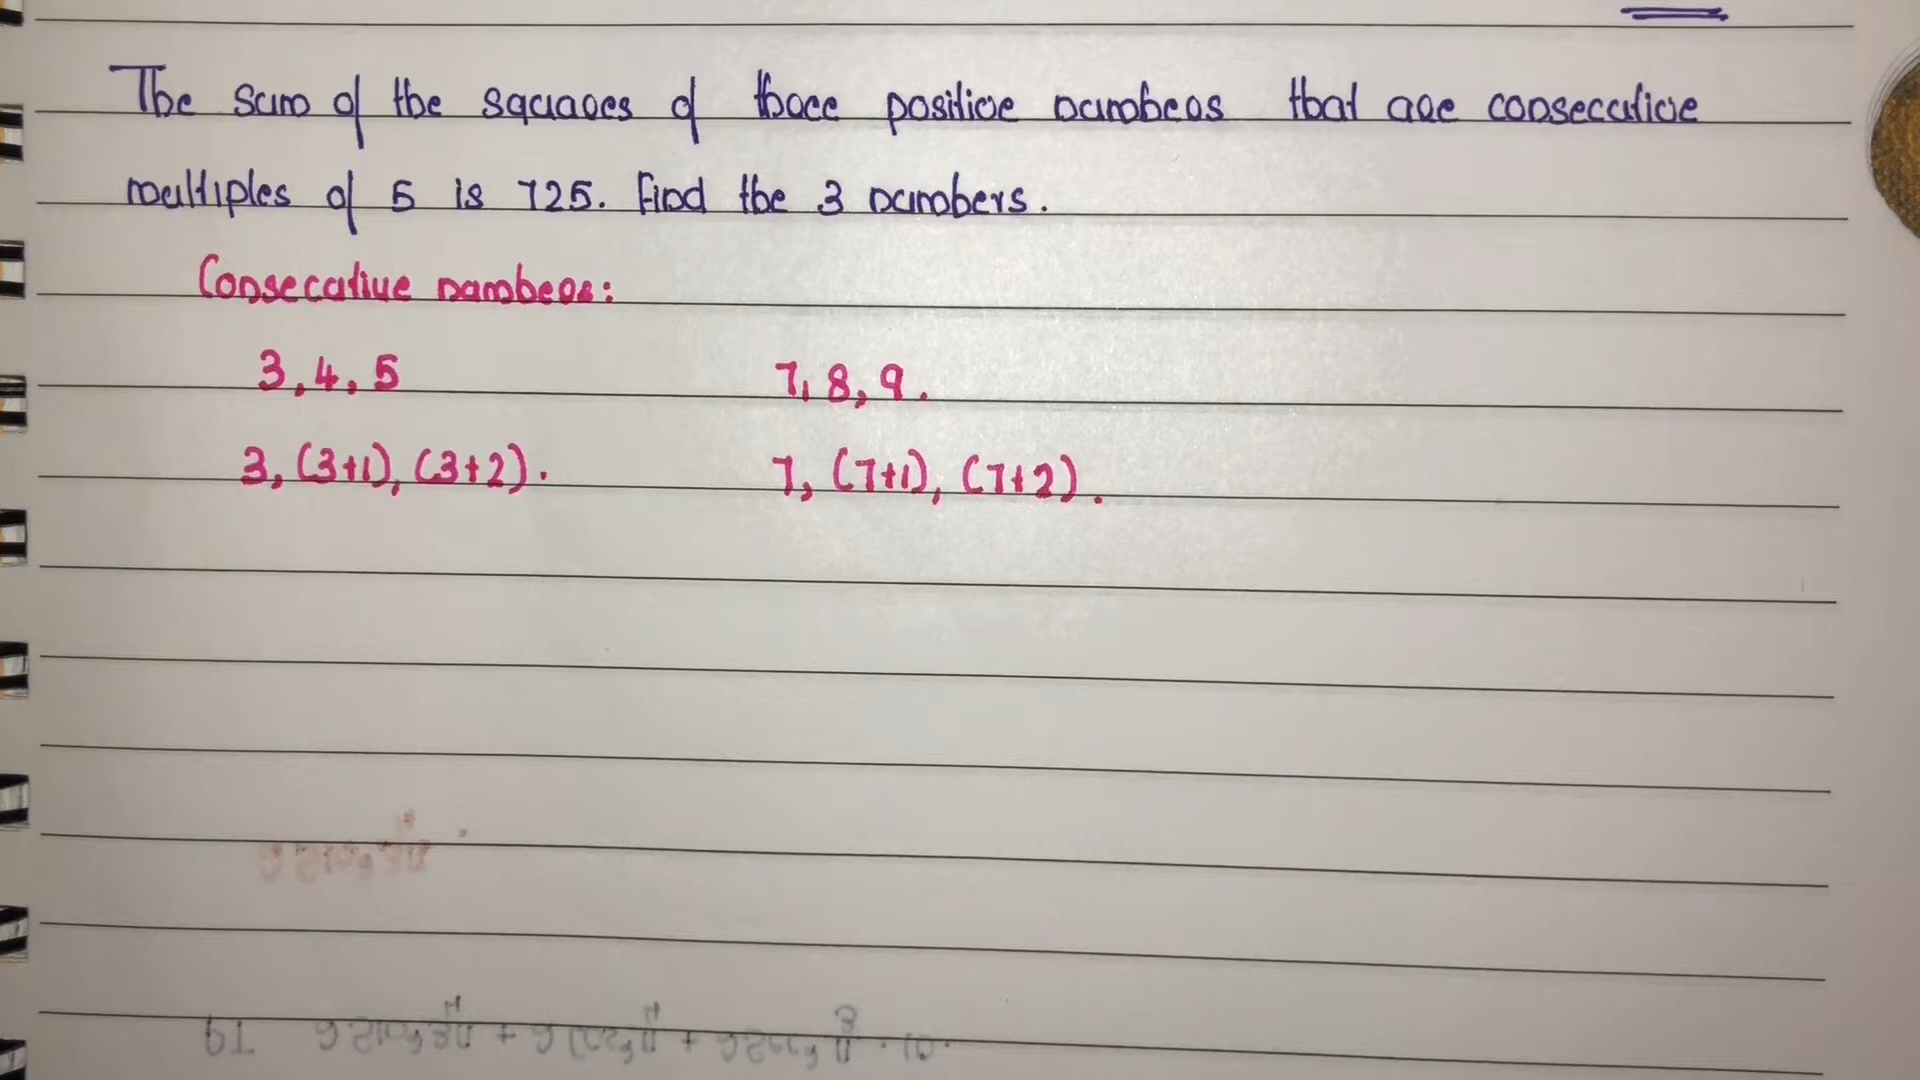 The sum of the squares of three positive numbers that are consecutive
multiples of 5 is 725. Find the 3 numbers.
Consecutive numbers:
3, 4, 5    7, 8, 9.
3, (3+1), (3+2).    7, (7+1), (7+2).